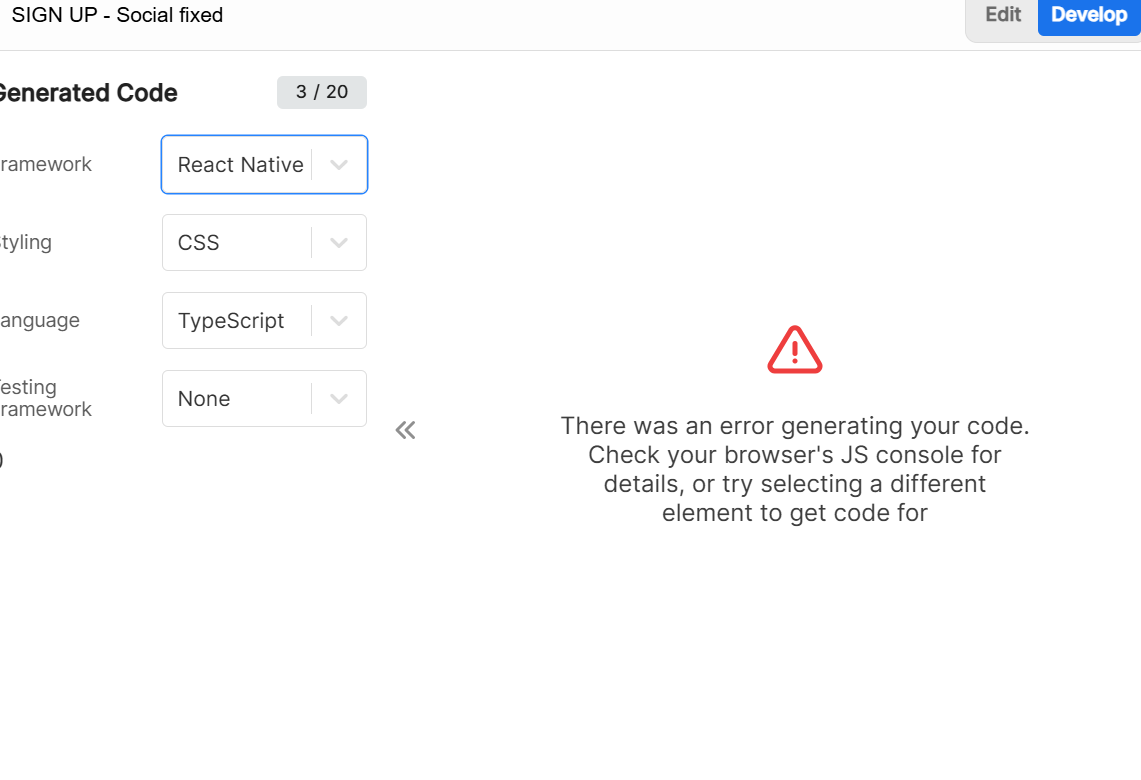 SIGN UP - Social fixed
Edit
Develop
Generated Code
3 / 20
ramework
React Native
tyling
CSS
anguage
TypeScript
esting
ramework
None
There was an error generating your code.
Check your browser's JS console for
details, or try selecting a different
element to get code for